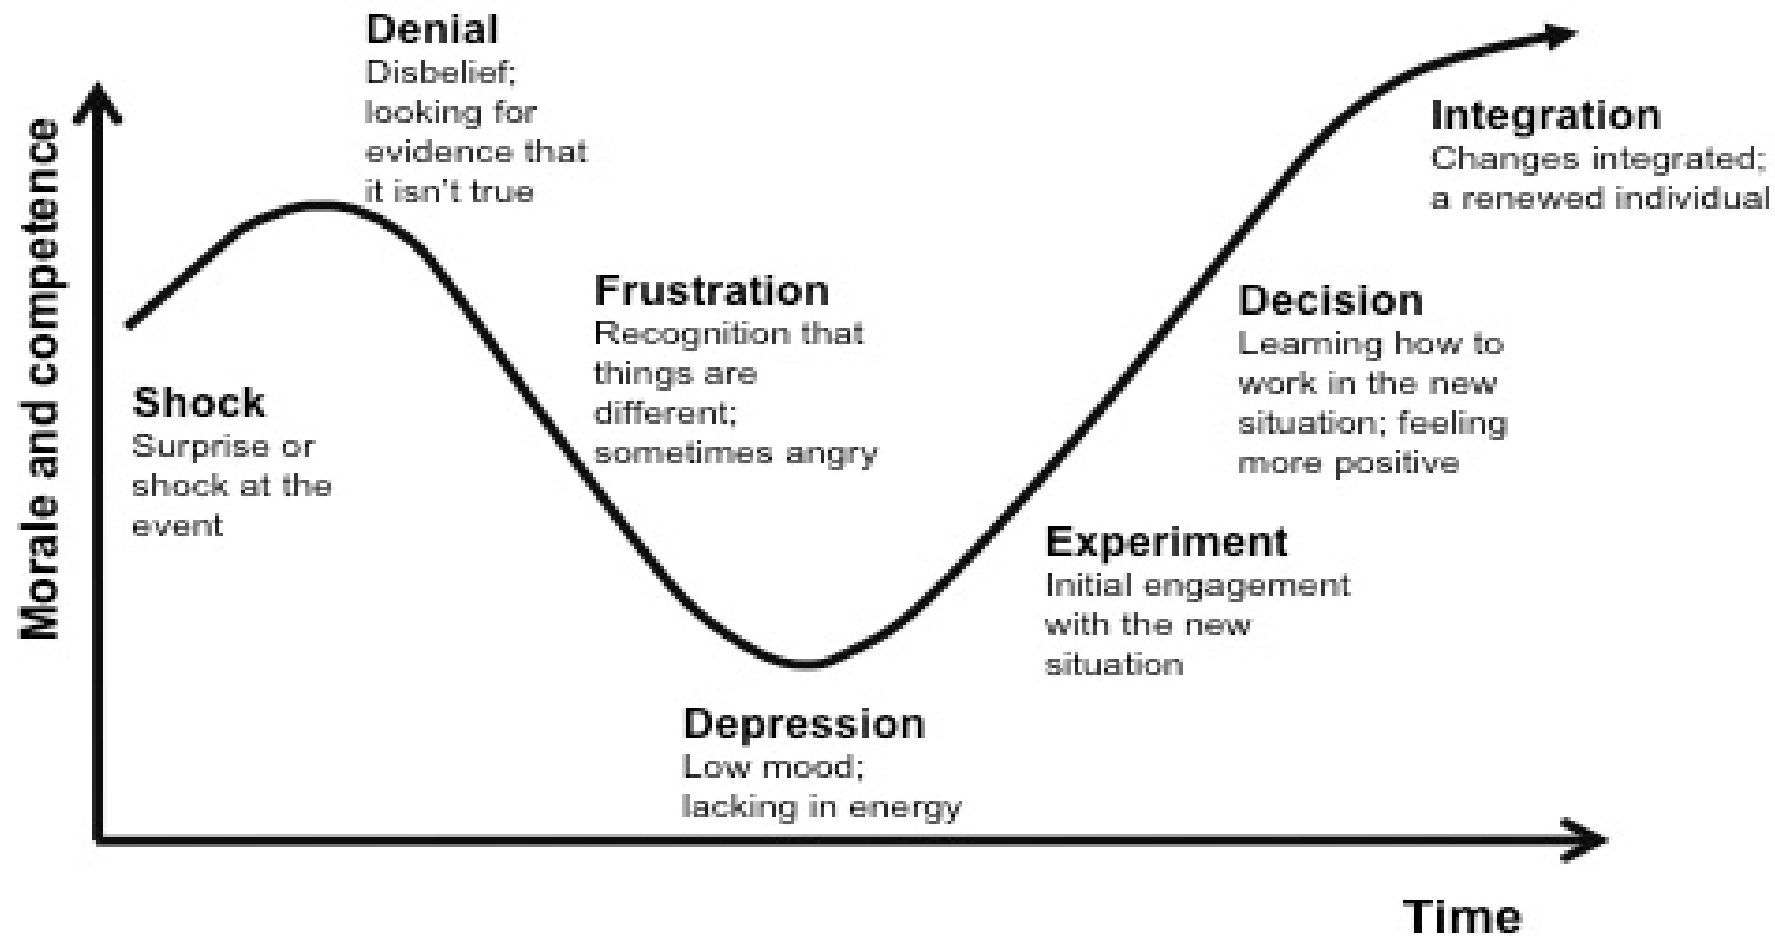 Denial
Disbelief;
looking for
evidence that
it isn't true
Morale and competence
Shock
Surprise or
shock at the
event
Frustration
Recognition that
things are
different;
sometimes angry
Depression
Low mood;
lacking in energy
Experiment
Initial engagement
with the new
situation
Decision
Learning how to
work in the new
situation; feeling
more positive
Integration
Changes integrated;
a renewed individual
Time